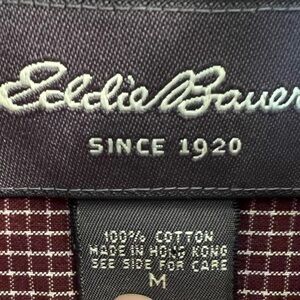 Eddie Bauer
SINCE 1920
100% COTTON
MADE IN HONG KONG
SEE SIDE FOR CARE
M